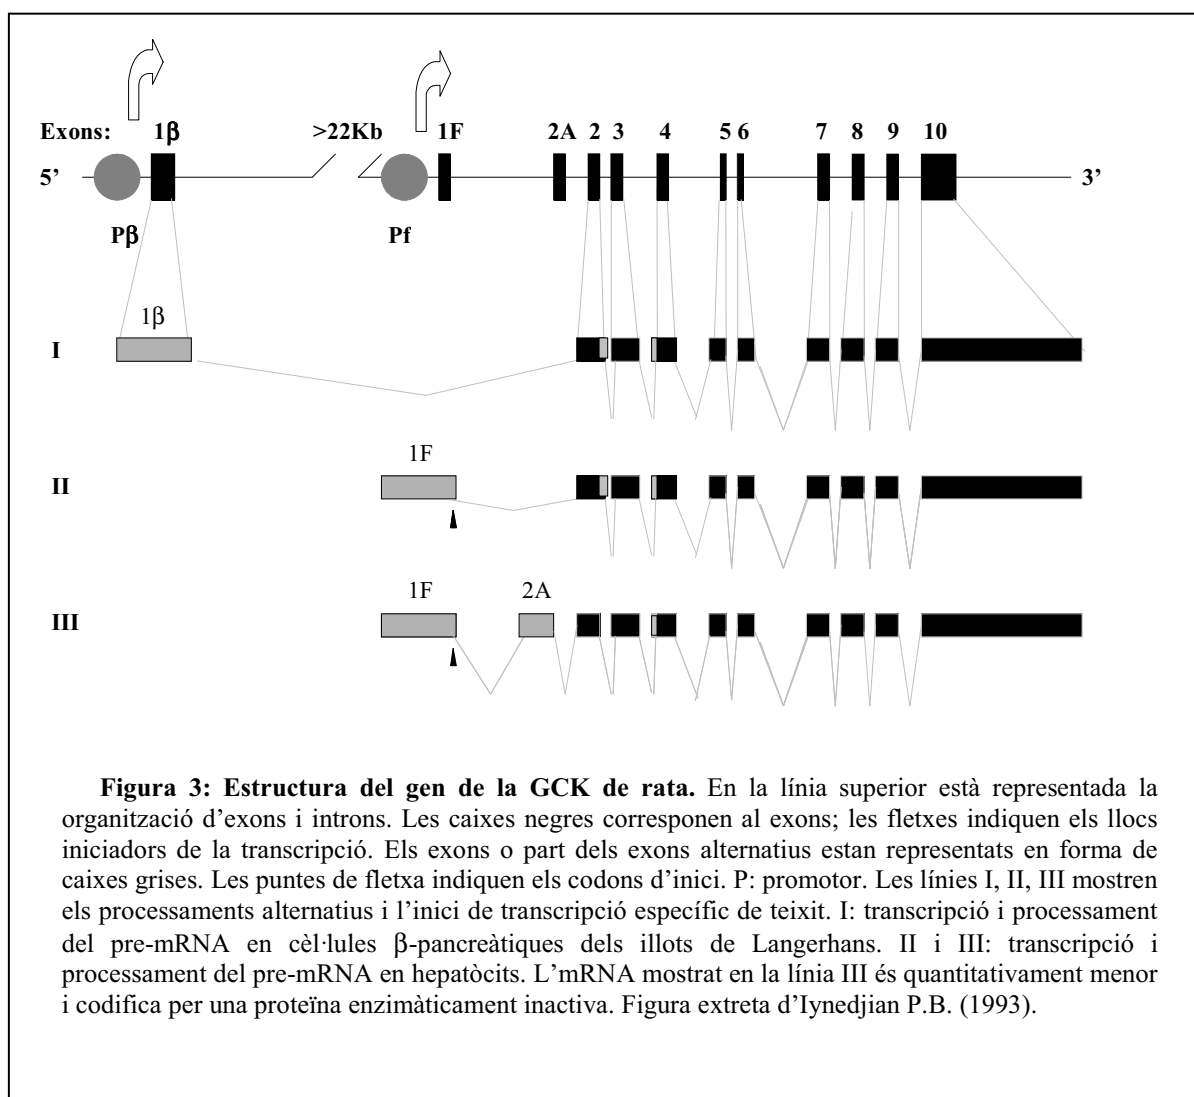 Exons: 1β >22Kb 1F 2A 2 3 4 5 6 7 8 9 10
5’ 3’
Pβ Pf
1β
I
1F
II
1F 2A
III
Figura 3: Estructura del gen de la GCK de rata. En la línia superior està representada la
organització d’exons i introns. Les caixes negres corresponen al exons; les fletxes indiquen els llocs
iniciadors de la transcripció. Els exons o part dels exons alternatius estan representats en forma de
caixes grises. Les puntes de fletxa indiquen els codons d’inici. P: promotor. Les línies I, II, III mostren
els processaments alternatius i l’inici de transcripció específic de teixit. I: transcripció i processament
del pre-mRNA en cèl·lules β-pancreàtiques dels illots de Langerhans. II i III: transcripció i
processament del pre-mRNA en hepatòcits. L’mRNA mostrat en la línia III és quantitativament menor
i codifica per una proteïna enzimàticament inactiva. Figura extreta d’Iynedjian P.B. (1993).